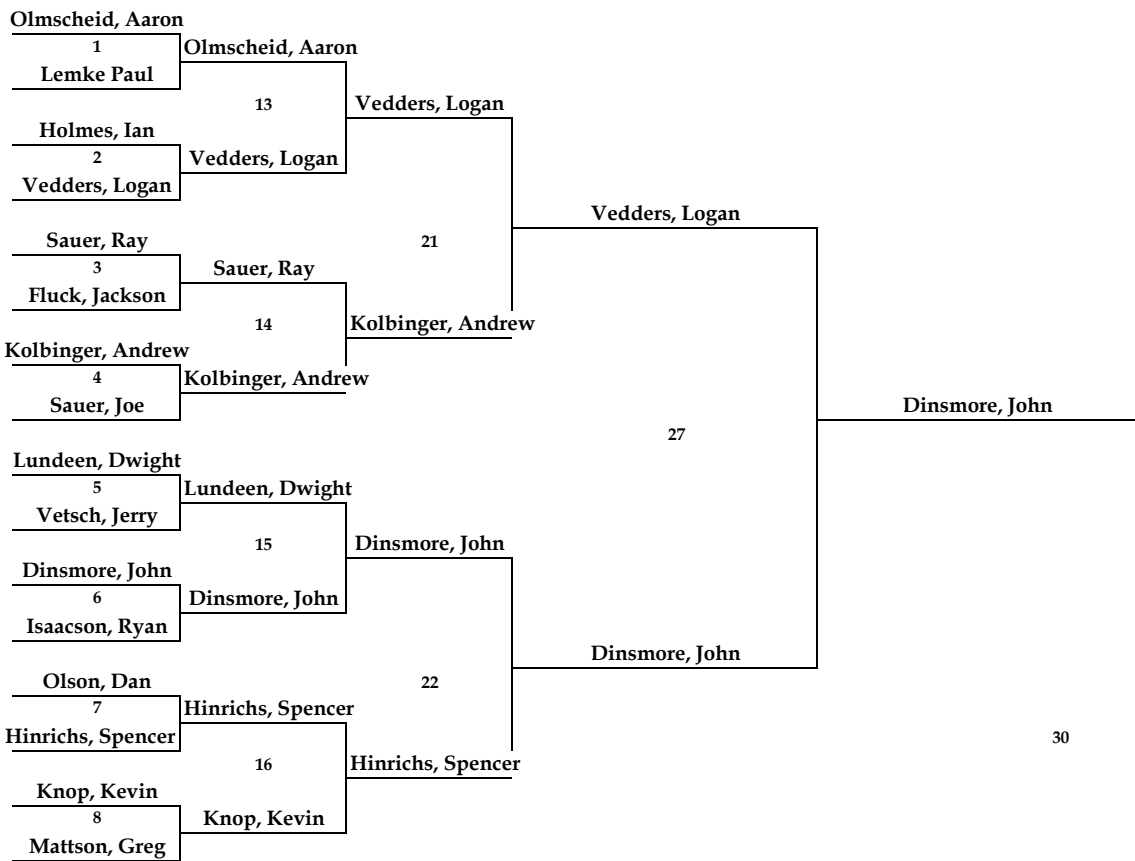 Olmscheid, Aaron
1
Olmscheid, Aaron
Lemke Paul
13
Vedders, Logan
Holmes, Ian
2
Vedders, Logan
Vedders, Logan
Vedders, Logan
Sauer, Ray
21
3
Sauer, Ray
Fluck, Jackson
14
Kolbinger, Andrew
Kolbinger, Andrew
4
Kolbinger, Andrew
Sauer, Joe
Dinsmore, John
27
Lundeen, Dwight
5
Lundeen, Dwight
Vetsch, Jerry
15
Dinsmore, John
Dinsmore, John
6
Dinsmore, John
Isaacson, Ryan
Dinsmore, John
Olson, Dan
22
7
Hinrichs, Spencer
Hinrichs, Spencer
30
16
Hinrichs, Spencer
Knop, Kevin
8
Knop, Kevin
Mattson, Greg